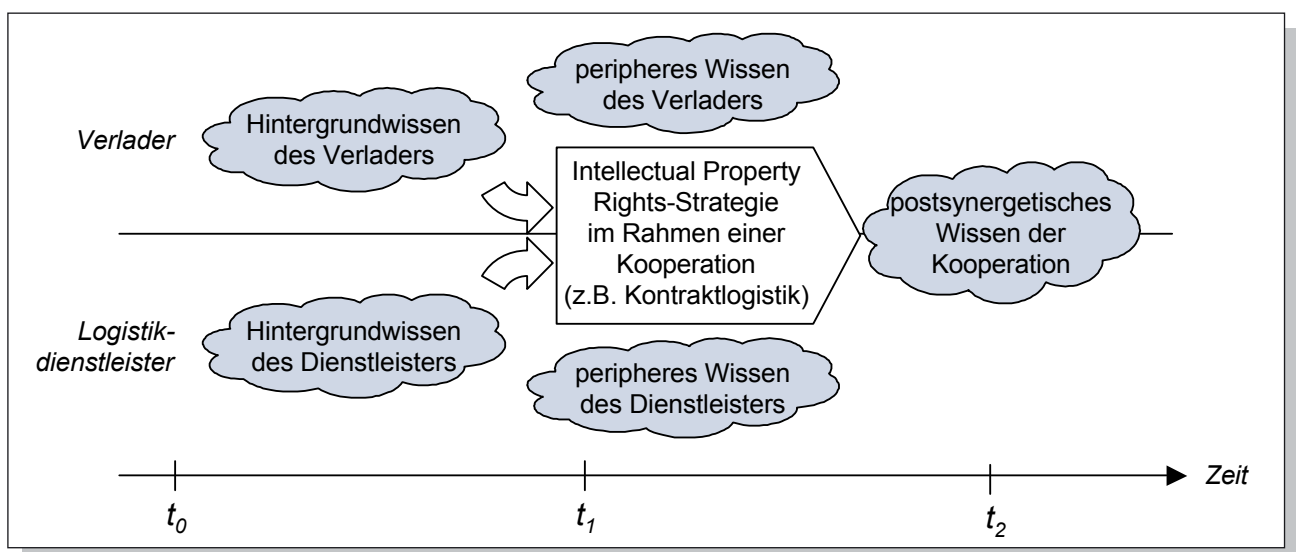 peripheres Wissen
des Verladers
Verlader
Hintergrundwissen
des Verladers
Intellectual Property
Rights-Strategie
im Rahmen einer
Kooperation
(z.B. Kontraktlogistik)
postsynergetisches
Wissen der
Kooperation
Logistik-
dienstleister
Hintergrundwissen
des Dienstleisters
peripheres Wissen
des Dienstleisters
Zeit
t0
t1
t2